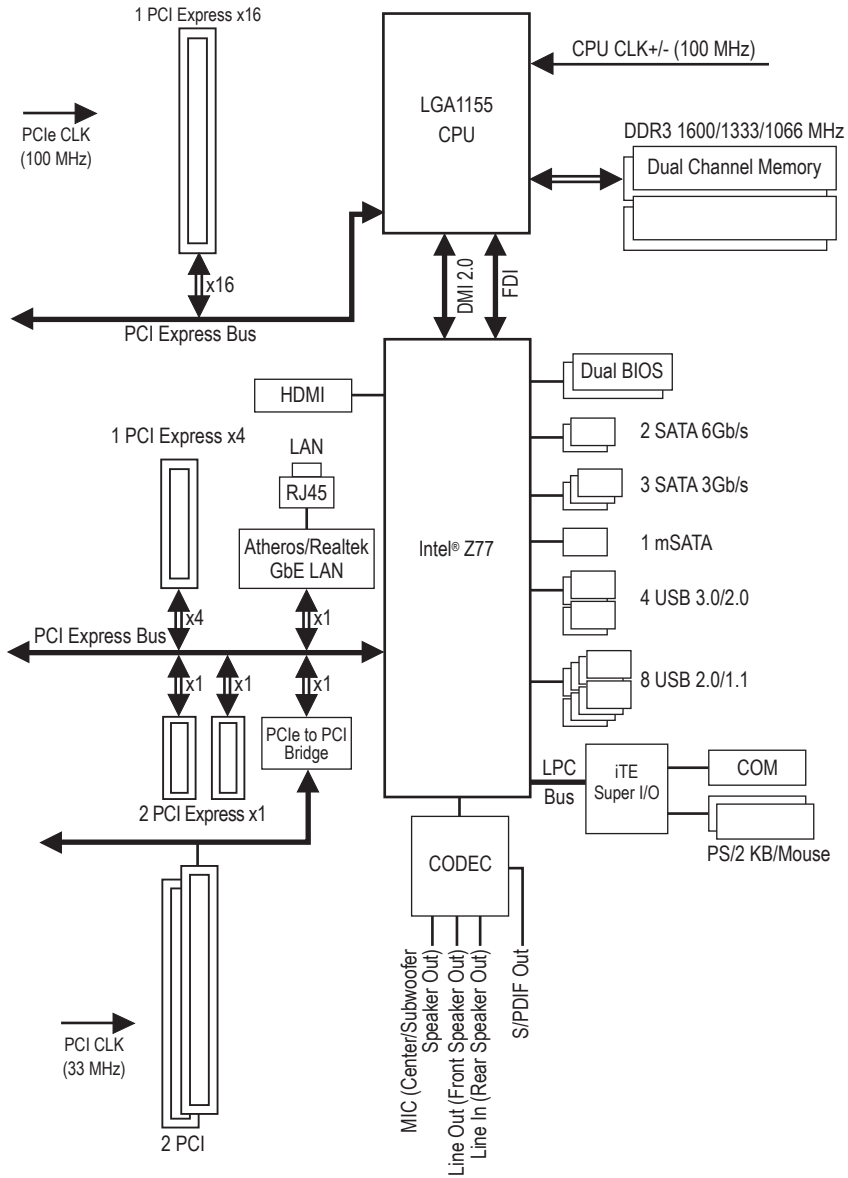 1 PCI Express x16
PCIe CLK
(100 MHz)
x16
PCI Express Bus
LGA1155
CPU
CPU CLK+/- (100 MHz)
DDR3 1600/1333/1066 MHz
Dual Channel Memory
DMI 2.0
FDI
HDMI
1 PCI Express x4
LAN
RJ45
Atheros/Realtek
GbE LAN
x4
x1
PCI Express Bus
x1
x1
x1
PCIe to PCI
Bridge
2 PCI Express x1
Intel® Z77
Dual BIOS
2 SATA 6Gb/s
3 SATA 3Gb/s
1 mSATA
4 USB 3.0/2.0
8 USB 2.0/1.1
LPC
Bus
iTE
Super I/O
COM
PS/2 KB/Mouse
CODEC
MIC (Center/Subwoofer
Speaker Out)
Line Out (Front Speaker Out)
Line In (Rear Speaker Out)
S/PDIF Out
PCI CLK
(33 MHz)
2 PCI